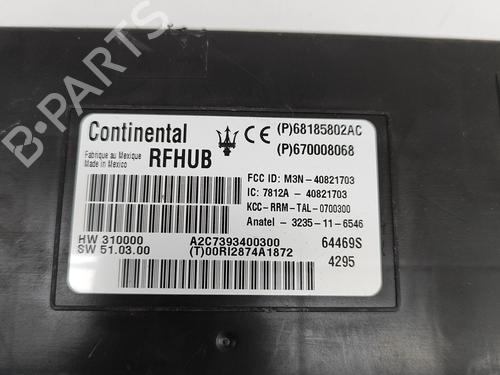 Continental
RFHUB
CE
(P)68185802AC
(P)670008068
Fabrique au Mexique
Made in Mexico
FCC ID: M3N-40821703
IC: 7812A - 40821703
KCC-RRM-TAL-0700300
Anatel - 3235-11-6546
HW 310000
A2C7393400300
64469S
SW 51.03.00
(T)00RI2874A1872
4295
B-PARTS